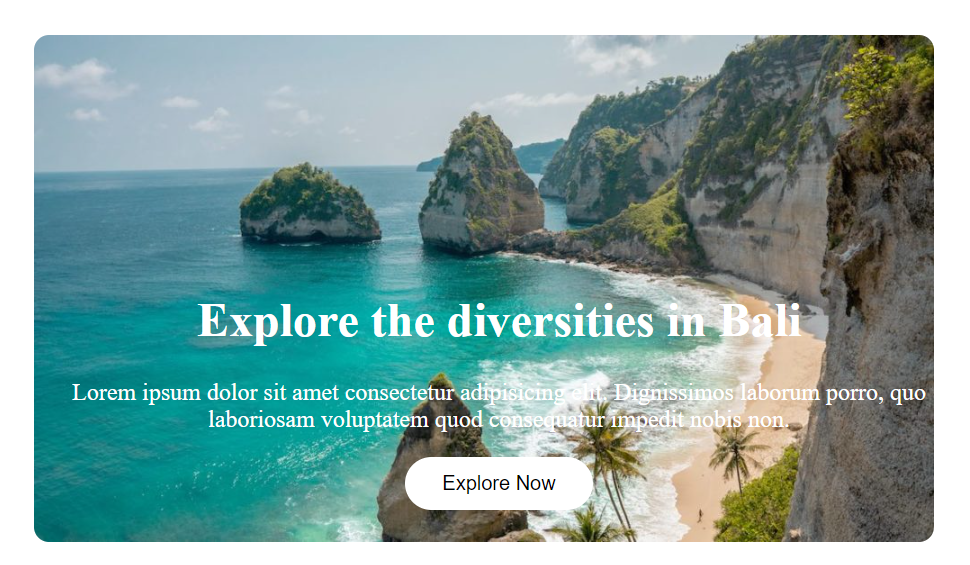 Explore the diversities in Bali
Lorem ipsum dolor sit amet consectetur adipisicing elit. Dignissimos laborum porro, quo
laboriosam voluptatem quod consequatur impedit nobis non.
Explore Now